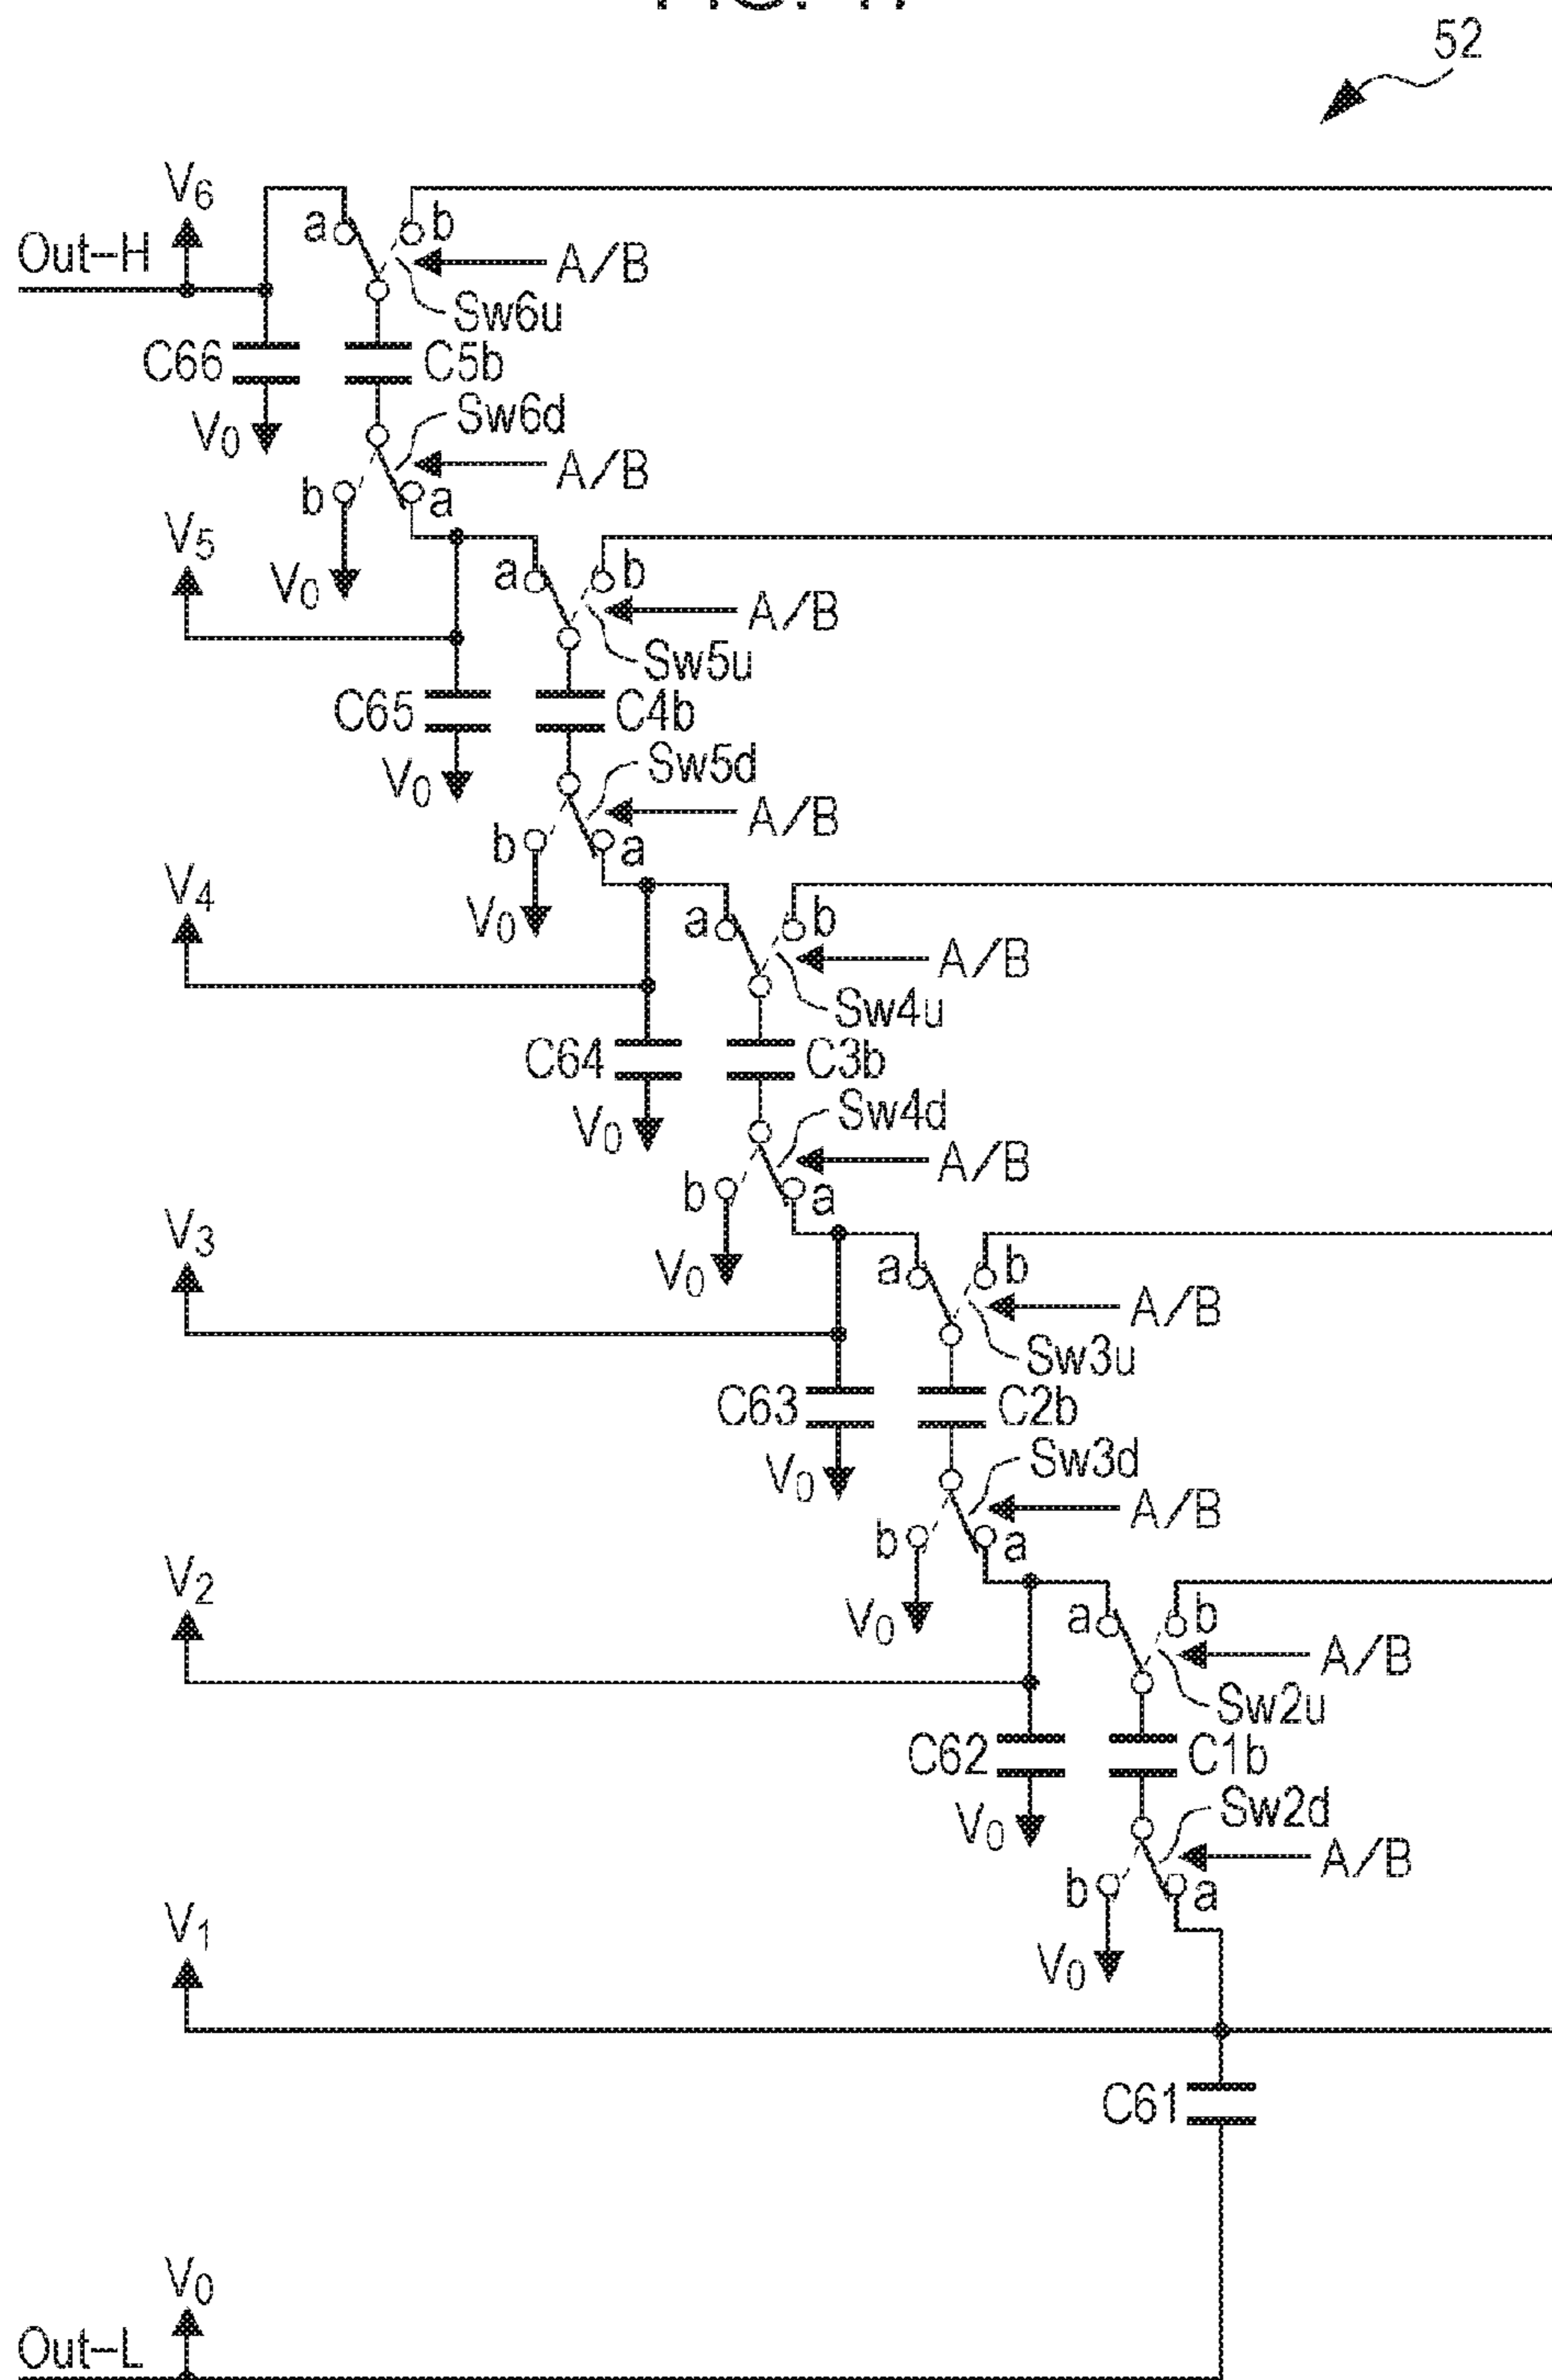 52
V6
a b
Out-H
A/B
Sw6u
C66
C5b
Sw6d
V0
A/B
b a
V5
V0
a b
A/B
Sw5u
C65
C4b
Sw5d
V0
A/B
b a
V4
V0
a b
A/B
Sw4u
C64
C3b
Sw4d
V0
A/B
b a
V3
V0
a b
A/B
Sw3u
C63
C2b
Sw3d
V0
A/B
b a
V2
V0
a b
A/B
Sw2u
C62
C1b
Sw2d
V0
A/B
b a
V1
V0
C61
V0
Out-L